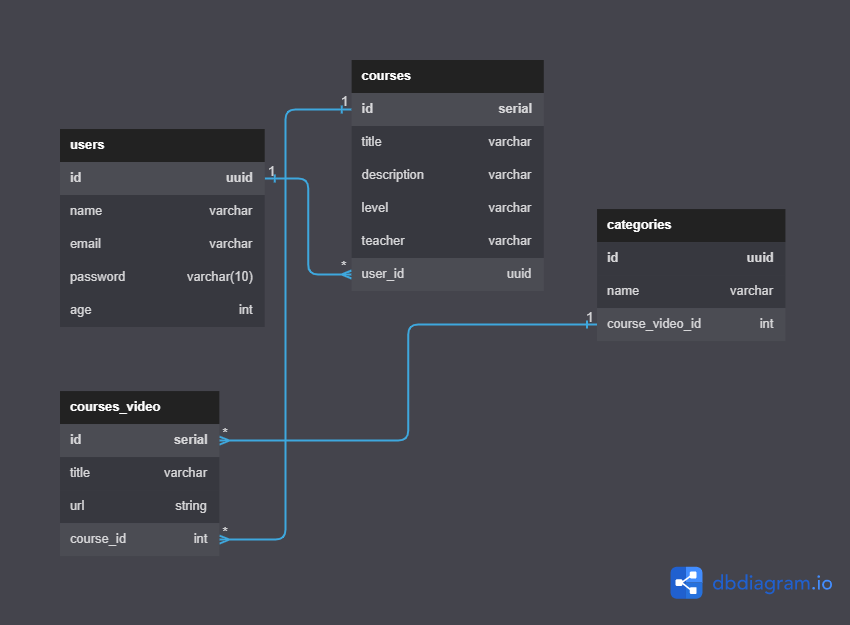 courses
1
id serial
title varchar
description varchar
level varchar
teacher varchar
*
user_id uuid
users
id uuid
1
name varchar
email varchar
password varchar(10)
age int
categories
id uuid
name varchar
1
course_video_id int
courses_video
*
id serial
title varchar
url string
*
course_id int
dbdiagram.io